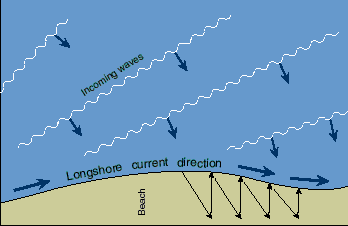 Incoming waves
Longshore current direction
Beach